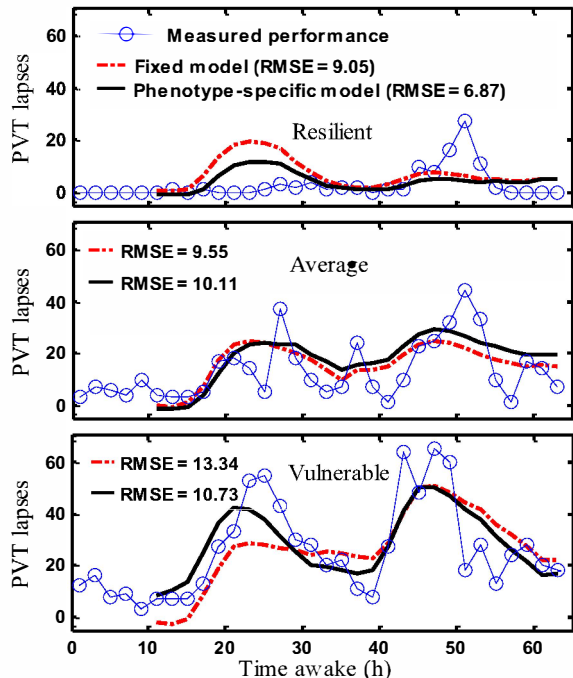 60
40
20
0
PVT lapses
Measured performance
Fixed model (RMSE = 9.05)
Phenotype-specific model (RMSE = 6.87)
Resilient
60
40
20
0
PVT lapses
RMSE = 9.55
RMSE = 10.11
Average
60
40
20
0
PVT lapses
RMSE = 13.34
RMSE = 10.73
Vulnerable
0 10 20 30 40 50 60
Time awake (h)